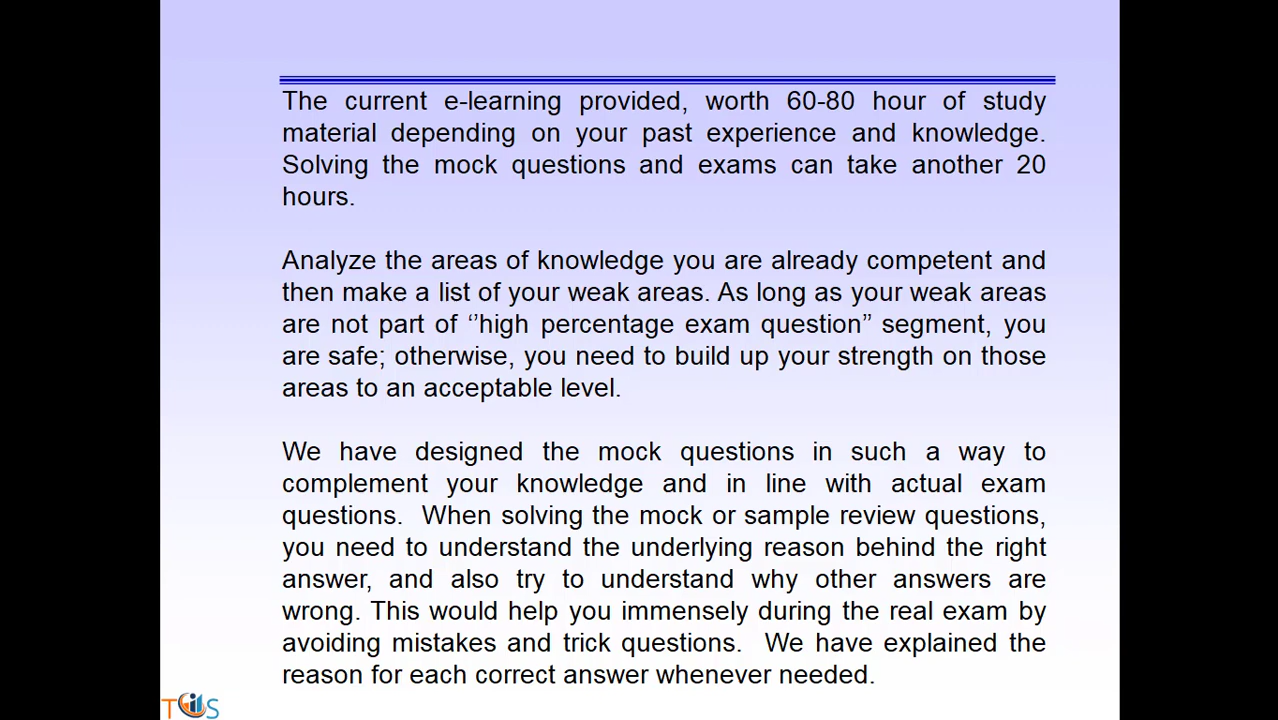 The current e-learning provided, worth 60-80 hour of study
material depending on your past experience and knowledge.
Solving the mock questions and exams can take another 20
hours.
Analyze the areas of knowledge you are already competent and
then make a list of your weak areas. As long as your weak areas
are not part of ‘’high percentage exam question” segment, you
are safe; otherwise, you need to build up your strength on those
areas to an acceptable level.
We have designed the mock questions in such a way to
complement your knowledge and in line with actual exam
questions.  When solving the mock or sample review questions,
you need to understand the underlying reason behind the right
answer, and also try to understand why other answers are
wrong. This would help you immensely during the real exam by
avoiding mistakes and trick questions.  We have explained the
reason for each correct answer whenever needed.